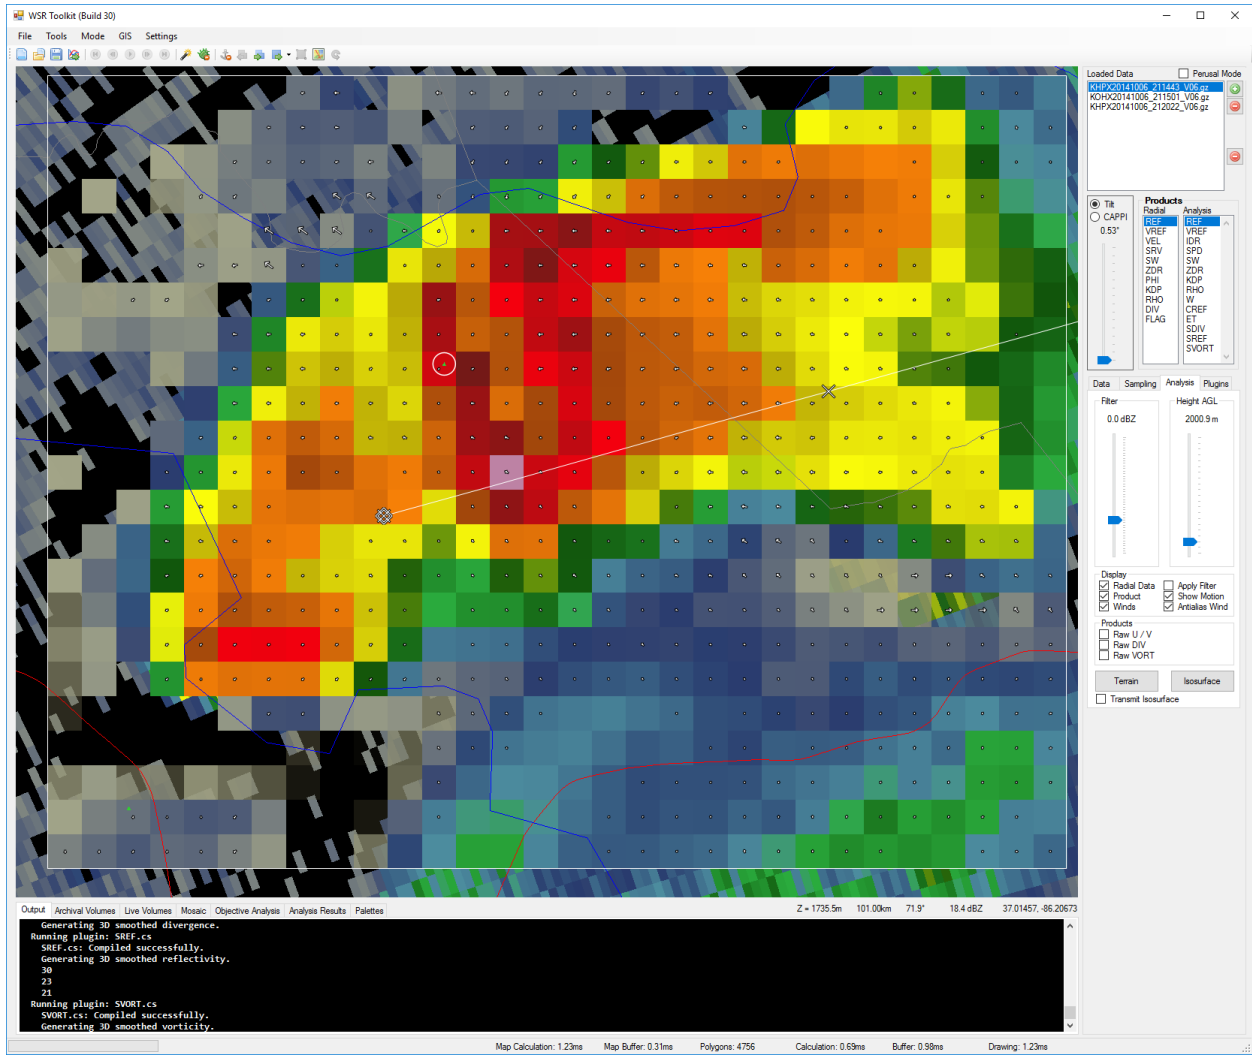 WSR Toolkit (Build 30)
File Tools Mode GIS Settings
Loaded Data Perusal Mode
KHPX20141006_211443_V06.gz
KOHX20141006_211501_V06.gz
KHPX20141006_212022_V06.gz
Tilt
CAPPI
0.53°
Products
Radial Analysis
REF REF
VREF VREF
VEL IDR
SRV SPD
SW SW
ZDR ZDR
PHI KDP
KDP RHO
RHO W
DIV CREF
FLAG ET
SDIV
SREF
SVORT
Data Sampling Analysis Plugins
Filter Height AGL
0.0 dBZ 2000.9 m
Display
Radial Data Apply Filter
Product Show Motion
Winds Antialias Wind
Products
Raw U / V
Raw DIV
Raw VORT
Terrain Isosurface
Transmit Isosurface
Output Archival Volumes Live Volumes Mosaic Objective Analysis Analysis Results Palettes
Z = 1735.5m 101.00km 71.9° 18.4 dBZ 37.01457, -86.20673
Generating 3D smoothed divergence.
Running plugin: SREF.cs
SREF.cs: Compiled successfully.
Generating 3D smoothed reflectivity.
30
23
21
Running plugin: SVORT.cs
SVORT.cs: Compiled successfully.
Generating 3D smoothed vorticity.
Map Calculation: 1.23ms Map Buffer: 0.31ms Polygons: 4756 Calculation: 0.69ms Buffer: 0.98ms Drawing: 1.23ms